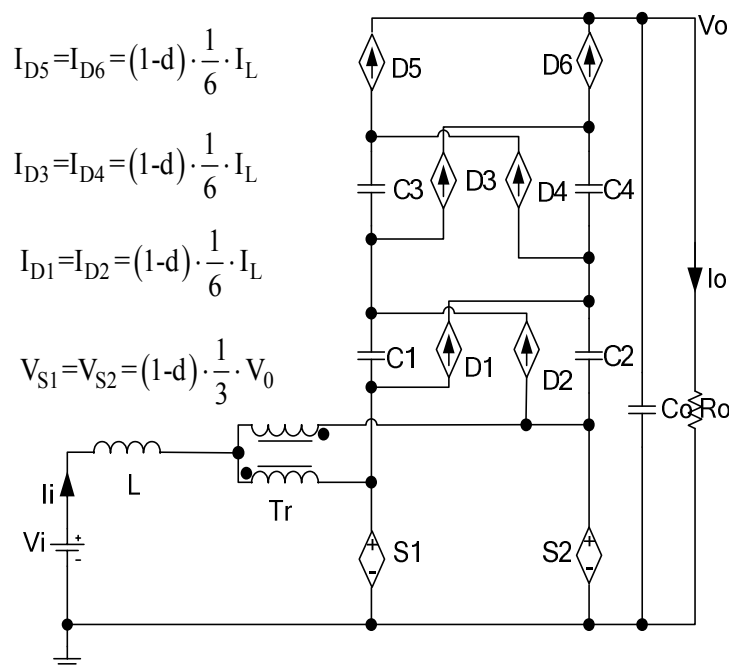 I_D5=I_D6=(1-d)·1/6·I_L
I_D3=I_D4=(1-d)·1/6·I_L
I_D1=I_D2=(1-d)·1/6·I_L
V_S1=V_S2=(1-d)·1/3·V_0
Vo
D5
D6
C3
D3
D4
C4
Io
C1
D1
D2
C2
Co
Ro
L
Tr
Ii
Vi
+
-
S1
+
-
S2
+
-